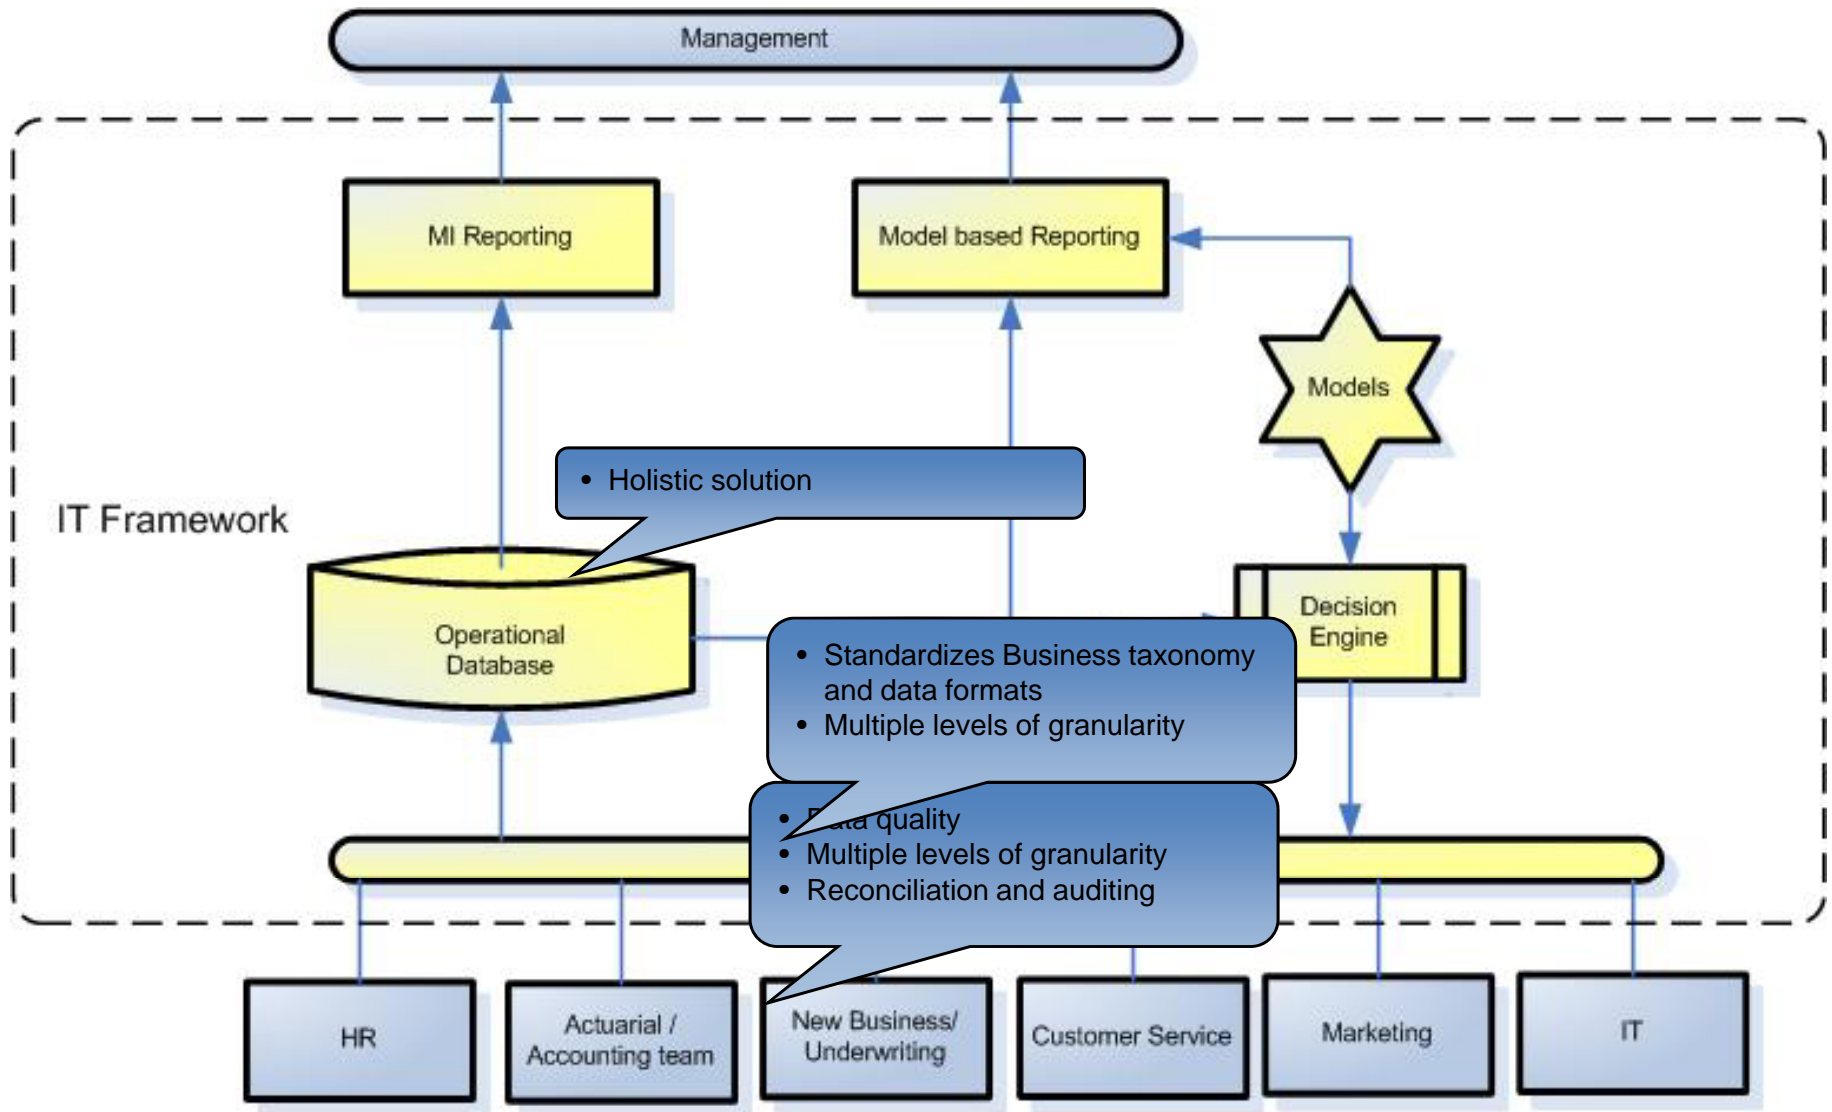 Management
MI Reporting
Model based Reporting
Models
• Holistic solution
IT Framework
Operational
Database
Decision
Engine
• Standardizes Business taxonomy
and data formats
• Multiple levels of granularity
• Data quality
• Multiple levels of granularity
• Reconciliation and auditing
HR
Actuarial /
Accounting team
New Business/
Underwriting
Customer Service
Marketing
IT